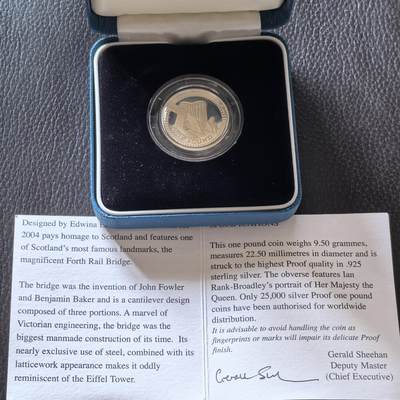 ONE POUND
Designed by Edwina
2004 pays homage to Scotland and features one
of Scotland's most famous landmarks, the
magnificent Forth Rail Bridge.
The bridge was the invention of John Fowler
and Benjamin Baker and is a cantilever design
composed of three portions. A marvel of
Victorian engineering, the bridge was the
biggest manmade construction of its time. Its
nearly exclusive use of steel, combined with its
latticework appearance makes it oddly
reminiscent of the Eiffel Tower.
This one pound coin weighs 9.50 grammes,
measures 22.50 millimetres in diameter and is
struck to the highest Proof quality in .925
sterling silver. The obverse features Ian
Rank-Broadley's portrait of Her Majesty the
Queen. Only 25,000 silver Proof one pound
coins have been authorised for worldwide
distribution.
It is advisable to avoid handling the coin as
fingerprints or marks will impair its delicate Proof
finish.
Gerald Sheehan
Deputy Master
(Chief Executive)